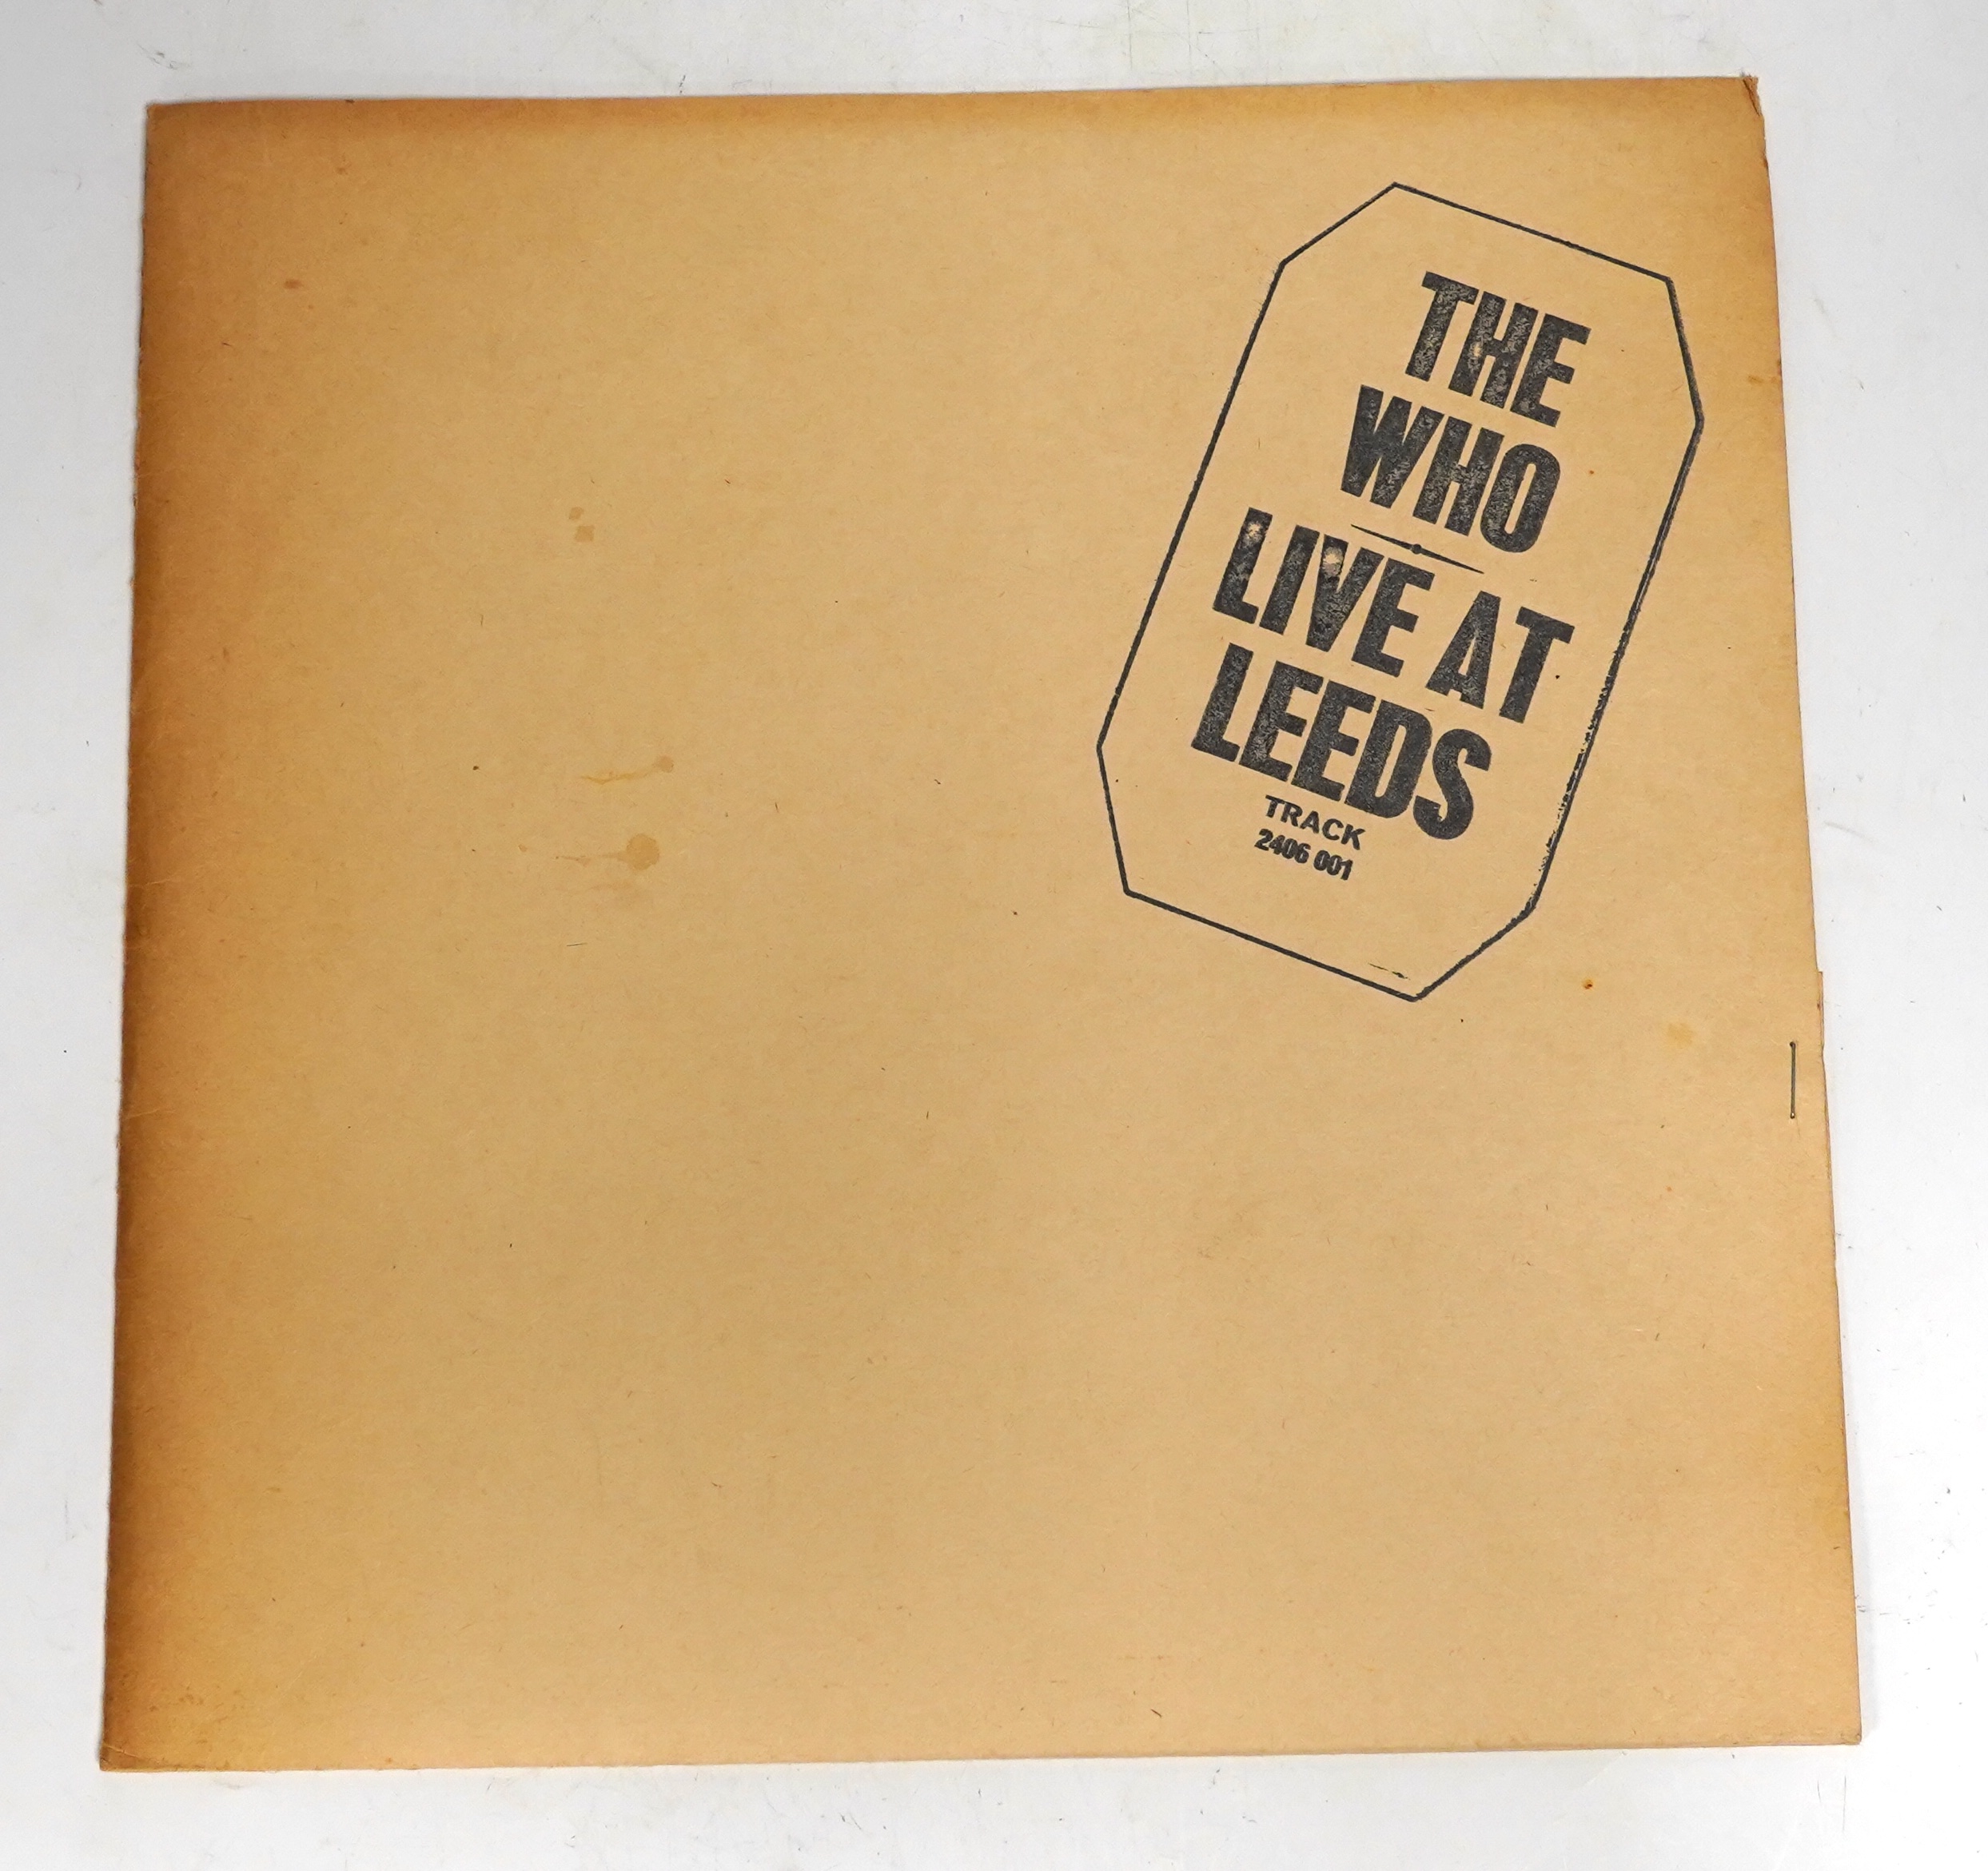 THE
WHO
LIVE AT
LEEDS
TRACK
2406 001